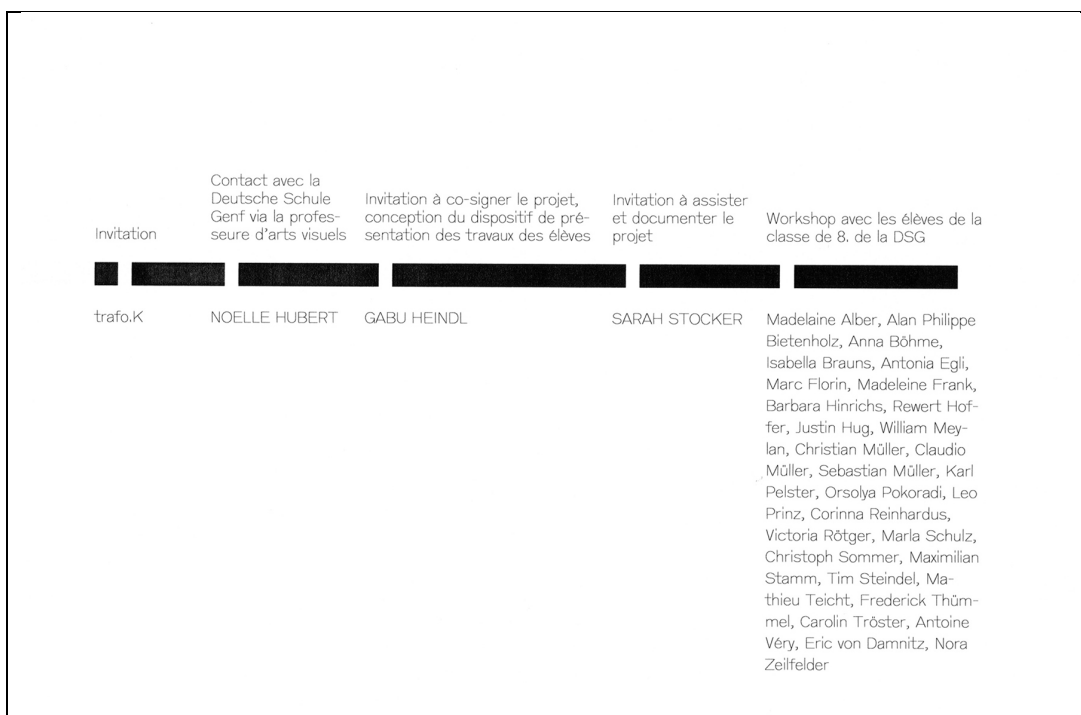 Invitation
Contact avec la
Deutsche Schule
Genf via la profes-
seure d'arts visuels
Invitation à co-signer le projet,
conception du dispositif de pré-
sentation des travaux des élèves
Invitation à assister
et documenter le
projet
Workshop avec les élèves de la
classe de 8. de la DSG
trafo.K
NOELLE HUBERT
GABU HEINDL
SARAH STOCKER
Madelaine Alber, Alan Philippe
Bietenholz, Anna Böhme,
Isabella Brauns, Antonia Egli,
Marc Florin, Madeleine Frank,
Barbara Hinrichs, Rewert Hof-
fer, Justin Hug, William Mey-
lan, Christian Müller, Claudio
Müller, Sebastian Müller, Karl
Pelster, Orsolya Pokoradi, Leo
Prinz, Corinna Reinhardus,
Victoria Rötger, Marla Schulz,
Christoph Sommer, Maximilian
Stamm, Tim Steindel, Ma-
thieu Teicht, Frederick Thüm-
mel, Carolin Tröster, Antoine
Véry, Eric von Damnitz, Nora
Zeilfelder